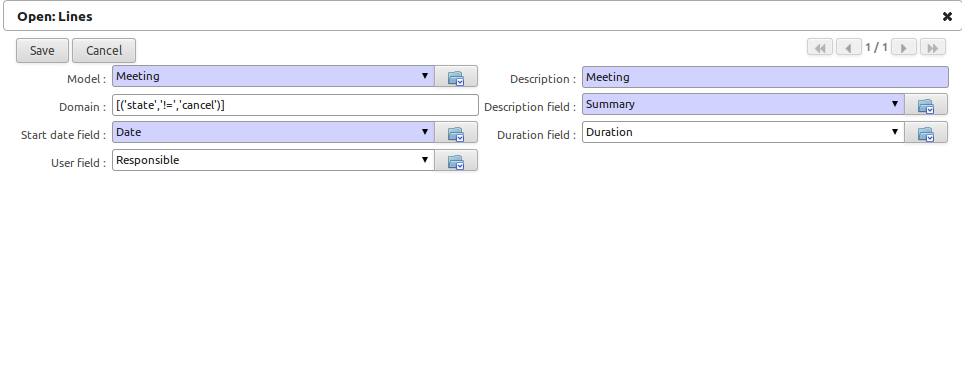 Open: Lines
Save Cancel 1 / 1
Model : Meeting Description : Meeting
Domain : [('state','!=','cancel')] Description field : Summary
Start date field : Date Duration field : Duration
User field : Responsible